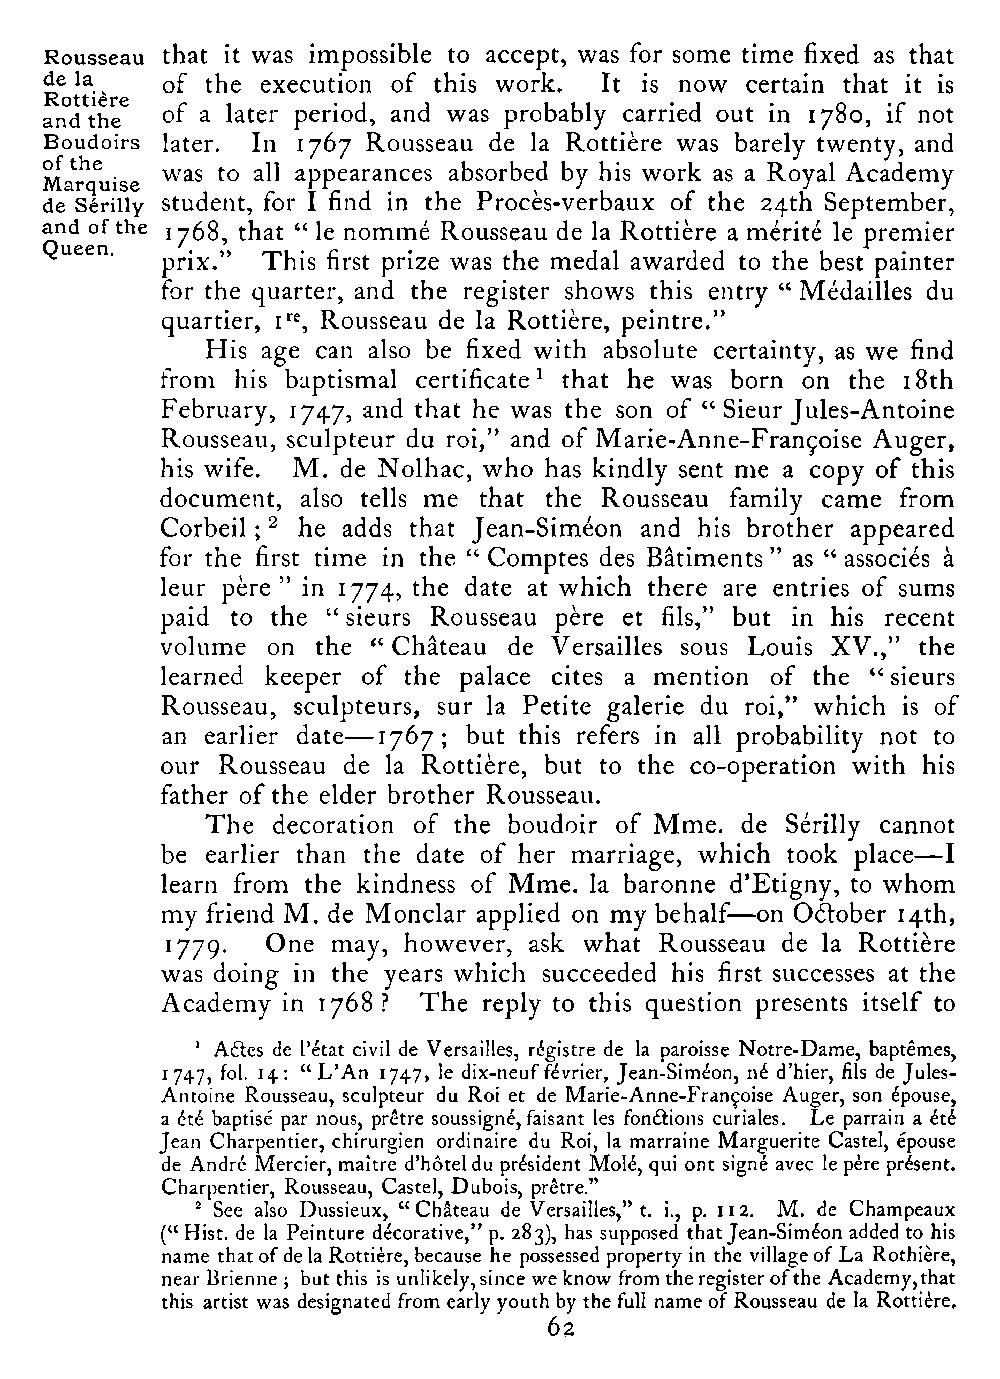 Rousseau
de la
Rottière
and the
Boudoirs
of the
Marquise
de Sérilly
and of the
Queen.
that it was impossible to accept, was for some time fixed as that
of the execution of this work. It is now certain that it is
of a later period, and was probably carried out in 1780, if not
later. In 1767 Rousseau de la Rottière was barely twenty, and
was to all appearances absorbed by his work as a Royal Academy
student, for I find in the Procès-verbaux of the 24th September,
1768, that “ le nommé Rousseau de la Rottière a mérité le premier
prix.” This first prize was the medal awarded to the best painter
for the quarter, and the register shows this entry “ Médailles du
quartier, 1re, Rousseau de la Rottière, peintre.”
His age can also be fixed with absolute certainty, as we find
from his baptismal certificate 1 that he was born on the 18th
February, 1747, and that he was the son of “ Sieur Jules-Antoine
Rousseau, sculpteur du roi,” and of Marie-Anne-Françoise Auger,
his wife. M. de Nolhac, who has kindly sent me a copy of this
document, also tells me that the Rousseau family came from
Corbeil ; 2 he adds that Jean-Siméon and his brother appeared
for the first time in the “ Comptes des Bâtiments ” as “ associés à
leur père ” in 1774, the date at which there are entries of sums
paid to the “ sieurs Rousseau père et fils,” but in his recent
volume on the “ Château de Versailles sous Louis XV.,” the
learned keeper of the palace cites a mention of the “ sieurs
Rousseau, sculpteurs, sur la Petite galerie du roi,” which is of
an earlier date—1767 ; but this refers in all probability not to
our Rousseau de la Rottière, but to the co-operation with his
father of the elder brother Rousseau.
The decoration of the boudoir of Mme. de Sérilly cannot
be earlier than the date of her marriage, which took place—I
learn from the kindness of Mme. la baronne d’Etigny, to whom
my friend M. de Monclar applied on my behalf—on October 14th,
1779. One may, however, ask what Rousseau de la Rottière
was doing in the years which succeeded his first successes at the
Academy in 1768 ? The reply to this question presents itself to
1 Actes de l’état civil de Versailles, régistre de la paroisse Notre-Dame, baptêmes,
1747, fol. 14 : “ L’An 1747, le dix-neuf février, Jean-Siméon, né d’hier, fils de Jules-
Antoine Rousseau, sculpteur du Roi et de Marie-Anne-Françoise Auger, son épouse,
a été baptisé par nous, prêtre soussigné, faisant les fonctions curiales. Le parrain a été
Jean Charpentier, chirurgien ordinaire du Roi, la marraine Marguerite Castel, épouse
de André Mercier, maître d’hôtel du président Molé, qui ont signé avec le père présent.
Charpentier, Rousseau, Castel, Dubois, prêtre.”
2 See also Dussieux, “ Château de Versailles,” t. i., p. 112. M. de Champeaux
(“ Hist. de la Peinture décorative,” p. 283), has supposed that Jean-Siméon added to his
name that of de la Rottière, because he possessed property in the village of La Rothière,
near Brienne ; but this is unlikely, since we know from the register of the Academy, that
this artist was designated from early youth by the full name of Rousseau de la Rottière.
62